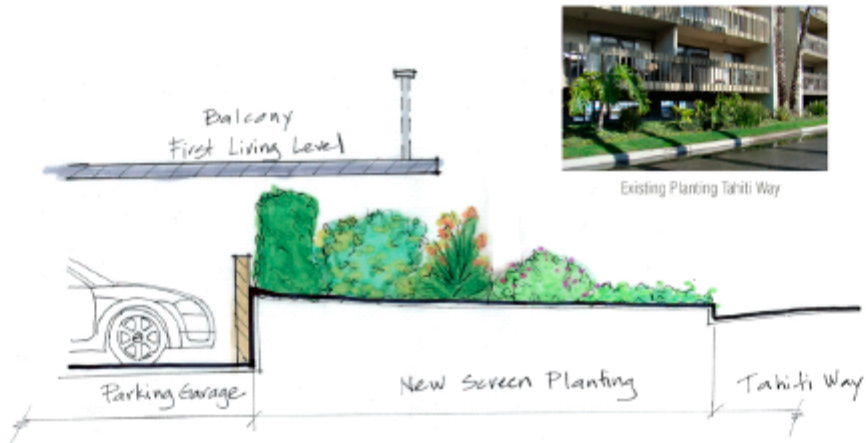 Balcony
First Living Level
Existing Planting Tahiti Way
Parking Garage
New Screen Planting
Tahiti Way